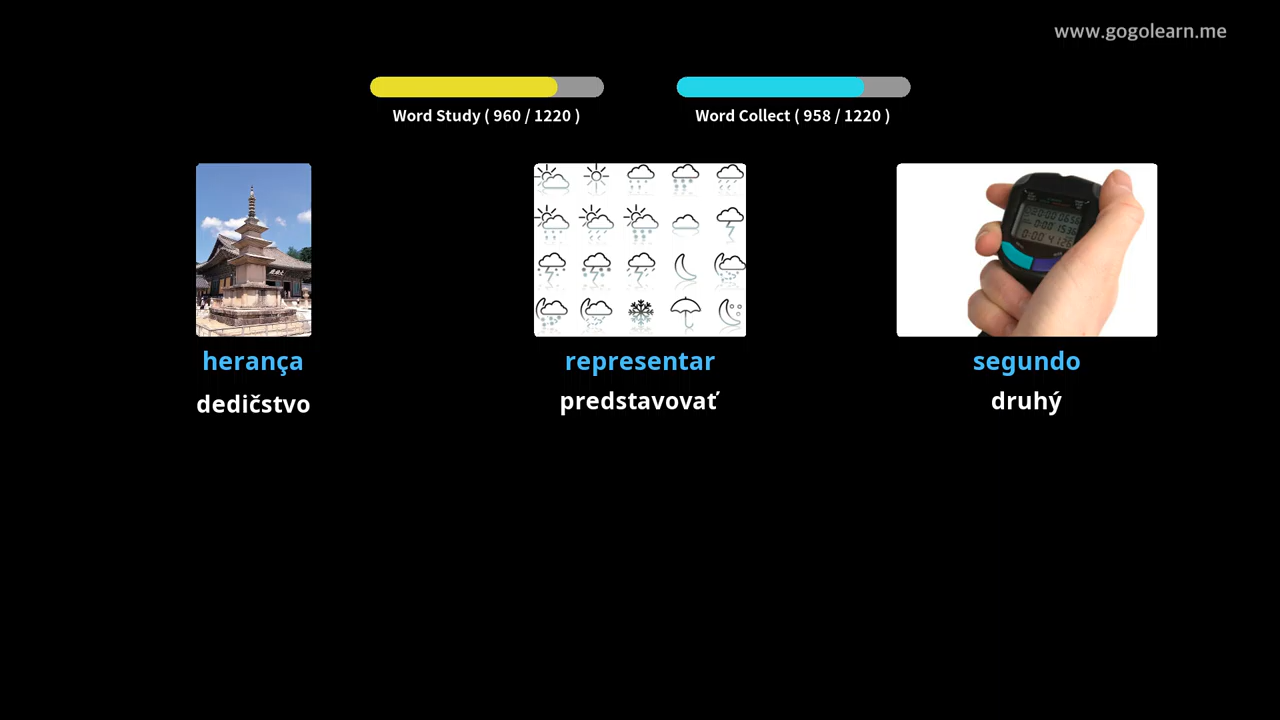 www.gogolearn.me
Word Study ( 960 / 1220 )
Word Collect ( 958 / 1220 )
herança
representar
segundo
dedičstvo
predstavovať
druhý